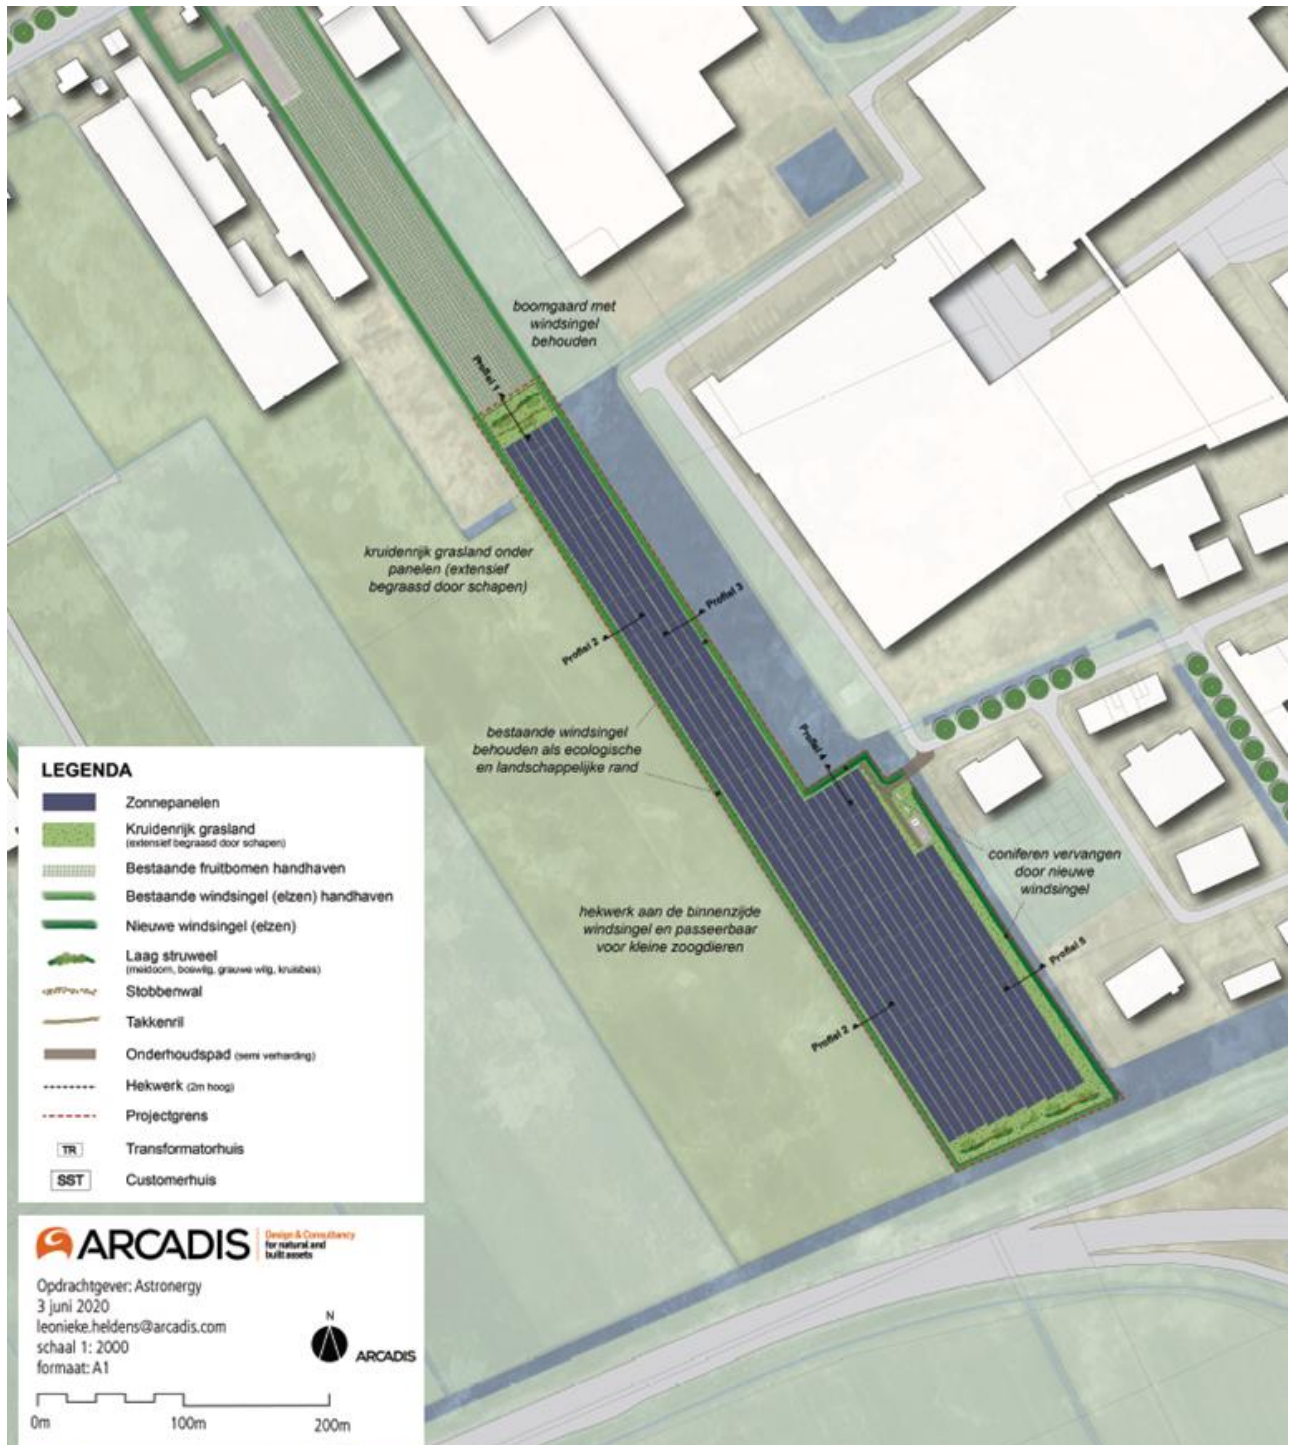 boomgaard met
windsingel
behouden
Profiel 1
kruidenrijk grasland onder
panelen (extensief
begraasd door schapen)
Profiel 3
Profiel 2
bestaande windsingel
behouden als ecologische
en landschappelijke rand
Profiel 4
coniferen vervangen
door nieuwe
windsingel
hekwerk aan de binnenzijde
windsingel en passeerbaar
voor kleine zoogdieren
Profiel 5
Profiel 2
LEGENDA
Zonnepanelen
Kruidenrijk grasland
(extensief begraasd door schapen)
Bestaande fruitbomen handhaven
Bestaande windsingel (elzen) handhaven
Nieuwe windsingel (elzen)
Laag struweel
(meidoorn, boswilg, grauwe wilg, kruisbes)
Stobbenwal
Takkenril
Onderhoudspad (semi verharding)
Hekwerk (2m hoog)
Projectgrens
TR Transformatorhuis
SST Customerhuis
ARCADIS
Design & Consultancy
for natural and
built assets
Opdrachtgever: Astronergy
3 juni 2020
leonieke.heldens@arcadis.com
schaal 1: 2000
formaat: A1
N
ARCADIS
0m 100m 200m